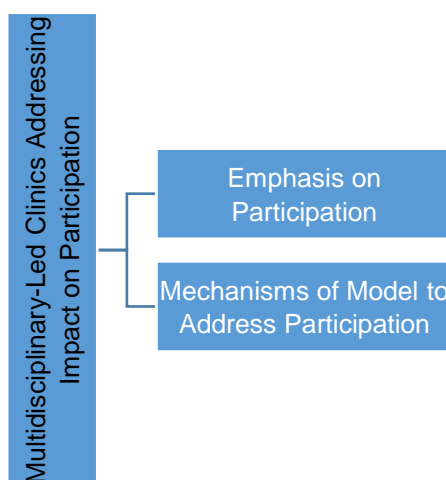 Multidisciplinary-Led Clinics Addressing
Impact on Participation
Emphasis on
Participation
Mechanisms of Model to
Address Participation